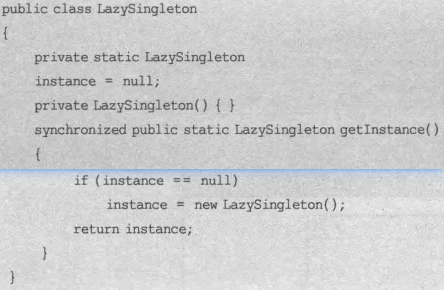 public class LazySingleton
{
private static LazySingleton
instance = null;
private LazySingleton() { }
synchronized public static LazySingleton getInstance()
{
if (instance == null)
instance = new LazySingleton();
return instance;
}
}